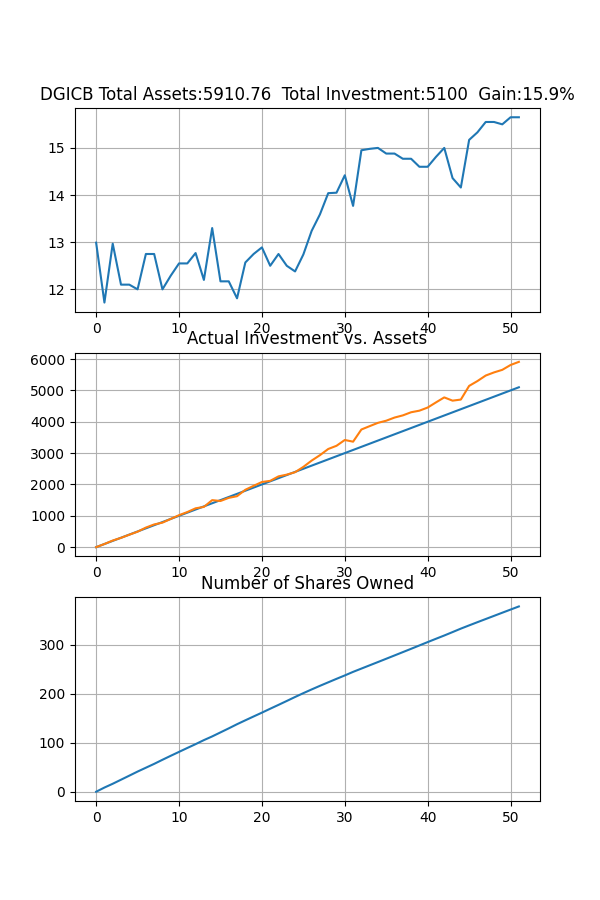 DGICB Total Assets:5910.76  Total Investment:5100  Gain:15.9%
15
14
13
12
0 10 20 30 40 50
Actual Investment vs. Assets
6000
5000
4000
3000
2000
1000
0
0 10 20 30 40 50
Number of Shares Owned
300
200
100
0
0 10 20 30 40 50